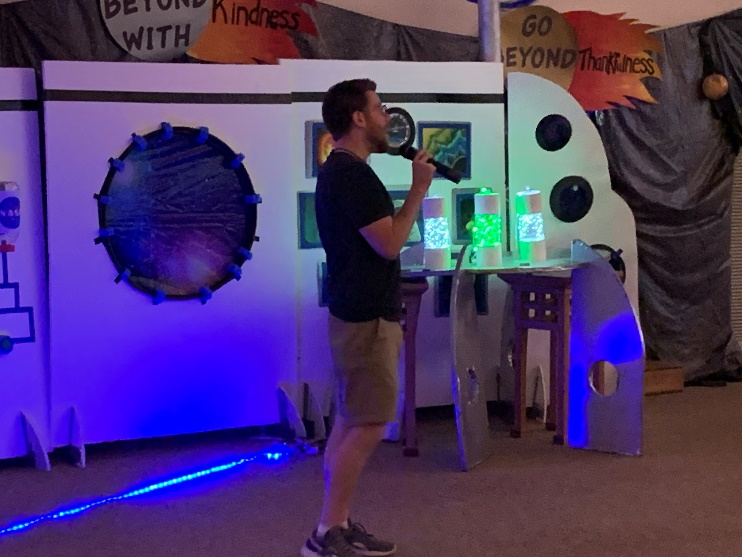 BEYOND
WITH
Kindness
GO
BEYOND
Thankfulness
NASA